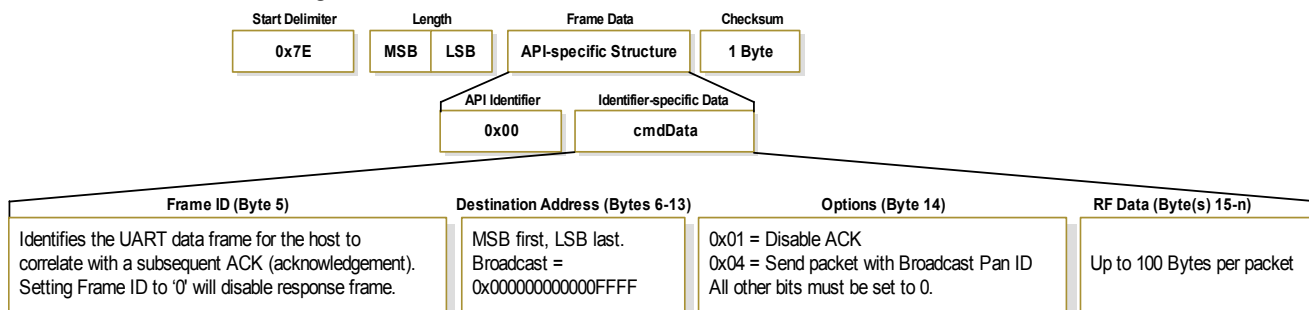 Start Delimiter Length Frame Data Checksum
0x7E MSB LSB API-specific Structure 1 Byte
API Identifier Identifier-specific Data
0x00 cmdData
Frame ID (Byte 5)
Identifies the UART data frame for the host to
correlate with a subsequent ACK (acknowledgement).
Setting Frame ID to ‘0' will disable response frame.
Destination Address (Bytes 6-13)
MSB first, LSB last.
Broadcast =
0x000000000000FFFF
Options (Byte 14)
0x01 = Disable ACK
0x04 = Send packet with Broadcast Pan ID
All other bits must be set to 0.
RF Data (Byte(s) 15-n)
Up to 100 Bytes per packet